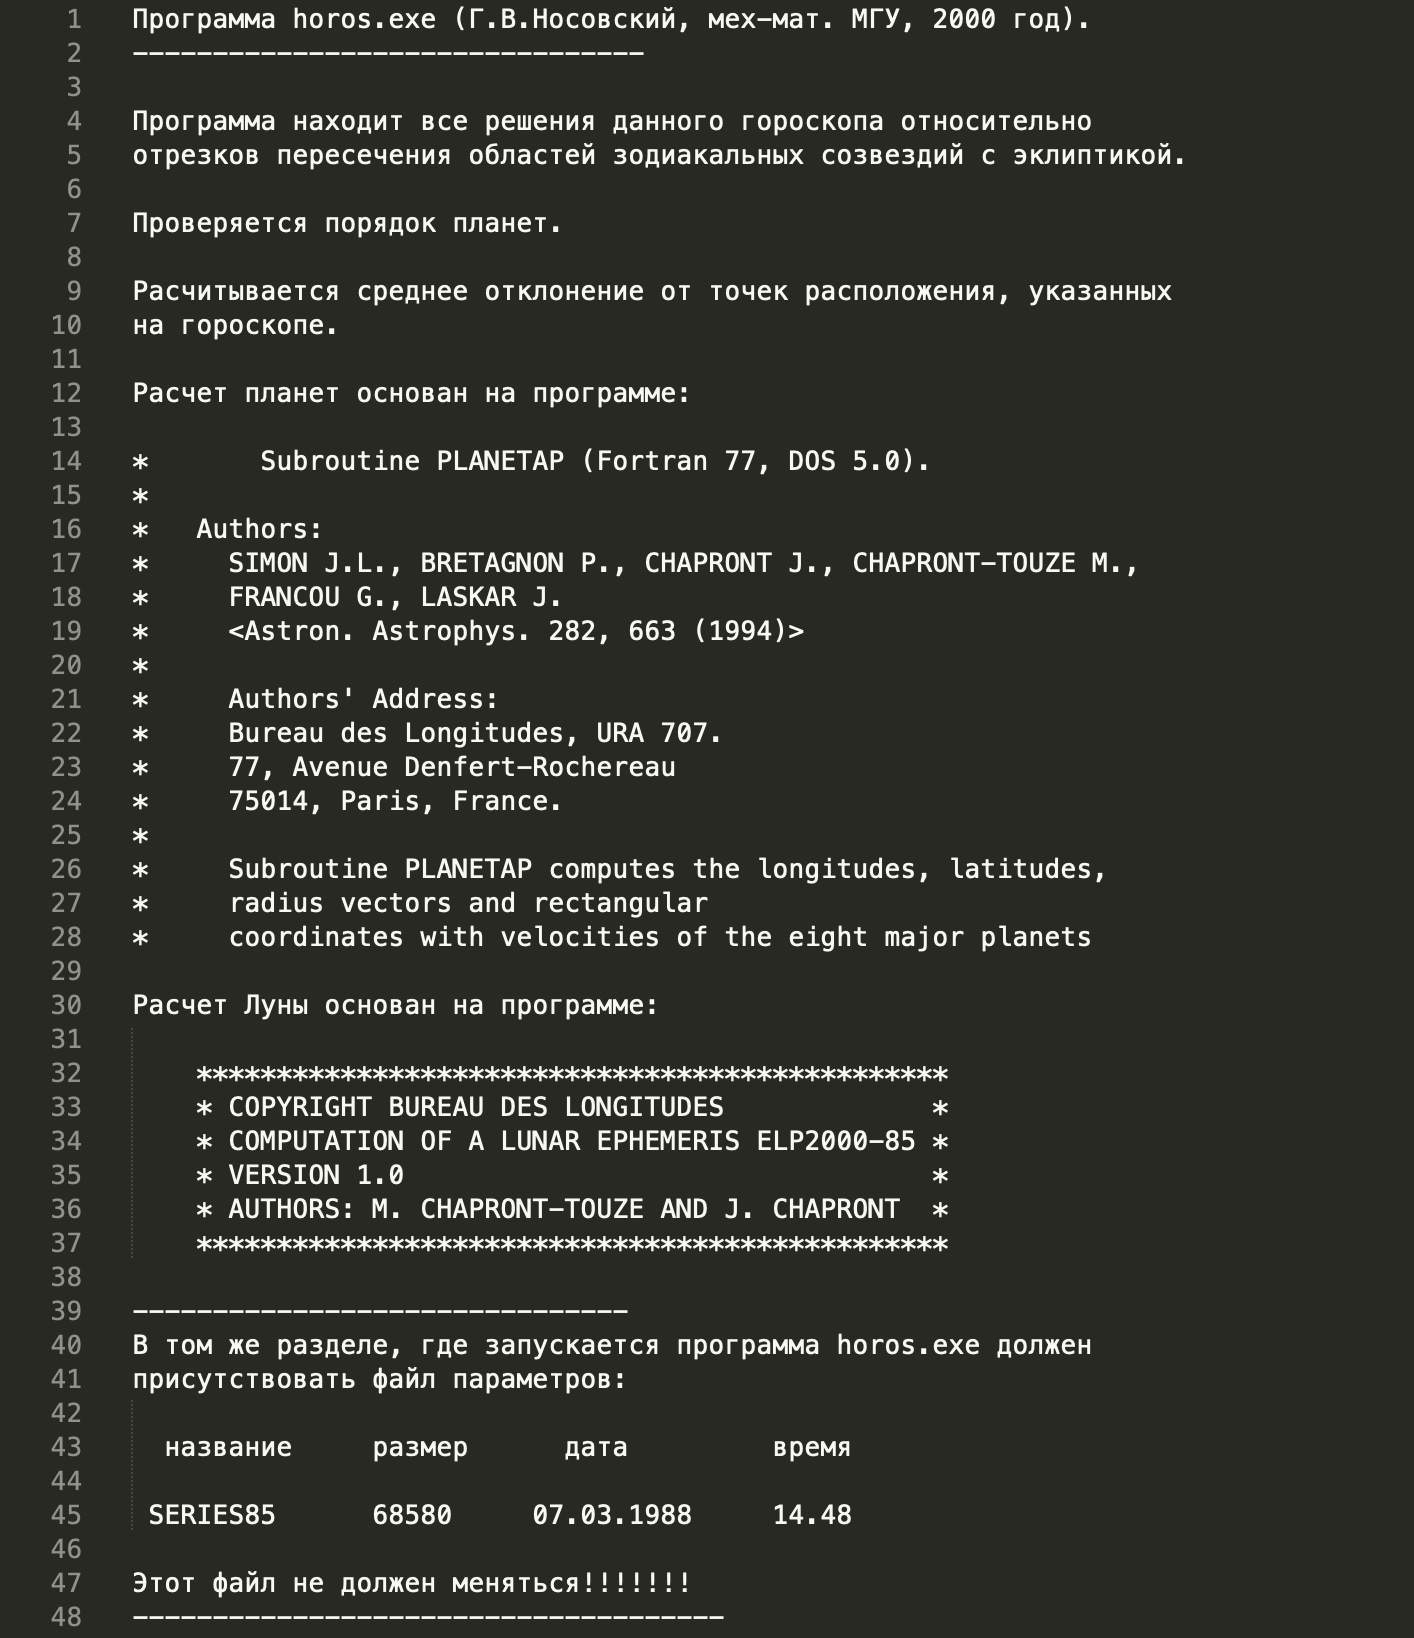 1 Программа horos.exe (Г.В.Носовский, мех-мат. МГУ, 2000 год).
2 --------------------------------
3
4 Программа находит все решения данного гороскопа относительно
5 отрезков пересечения областей зодиакальных созвездий с эклиптикой.
6
7 Проверяется порядок планет.
8
9 Расчитывается среднее отклонение от точек расположения, указанных
10 на гороскопе.
11
12 Расчет планет основан на программе:
13
14 *       Subroutine PLANETAP (Fortran 77, DOS 5.0).
15 *
16 *   Authors:
17 *     SIMON J.L., BRETAGNON P., CHAPRONT J., CHAPRONT-TOUZE M.,
18 *     FRANCOU G., LASKAR J.
19 *     <Astron. Astrophys. 282, 663 (1994)>
20 *
21 *     Authors' Address:
22 *     Bureau des Longitudes, URA 707.
23 *     77, Avenue Denfert-Rochereau
24 *     75014, Paris, France.
25 *
26 *     Subroutine PLANETAP computes the longitudes, latitudes,
27 *     radius vectors and rectangular
28 *     coordinates with velocities of the eight major planets
29
30 Расчет Луны основан на программе:
31
32     ***********************************************
33     * COPYRIGHT BUREAU DES LONGITUDES             *
34     * COMPUTATION OF A LUNAR EPHEMERIS ELP2000-85 *
35     * VERSION 1.0                                 *
36     * AUTHORS: M. CHAPRONT-TOUZE AND J. CHAPRONT  *
37     ***********************************************
38
39 -------------------------------
40 В том же разделе, где запускается программа horos.exe должен
41 присутствовать файл параметров:
42
43   название     размер      дата         время
44
45  SERIES85      68580     07.03.1988     14.48
46
47 Этот файл не должен меняться!!!!!!!
48 -------------------------------------